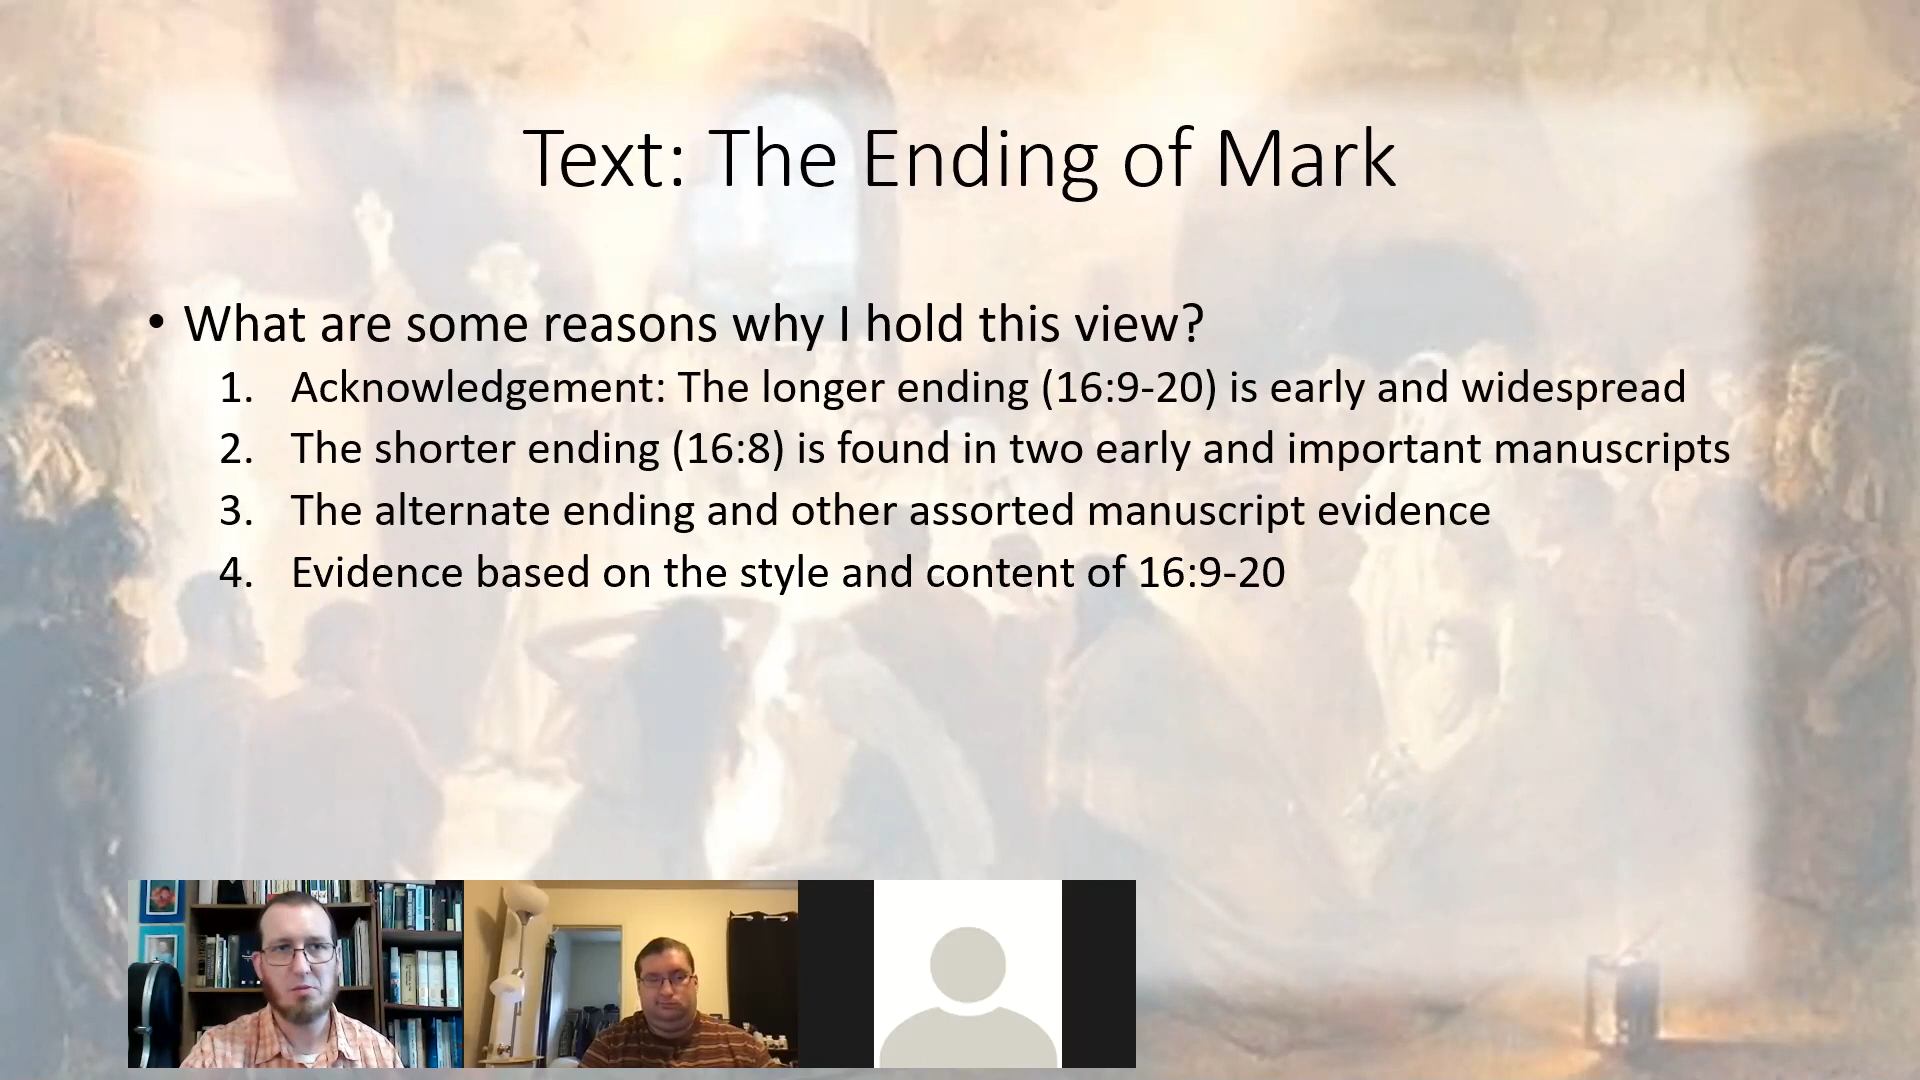 Text: The Ending of Mark
• What are some reasons why I hold this view?
1. Acknowledgement: The longer ending (16:9-20) is early and widespread
2. The shorter ending (16:8) is found in two early and important manuscripts
3. The alternate ending and other assorted manuscript evidence
4. Evidence based on the style and content of 16:9-20